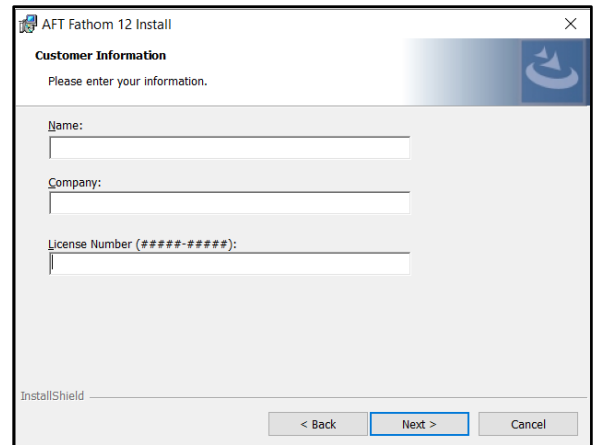 AFT Fathom 12 Install
Customer Information
Please enter your information.
Name:
Company:
License Number (#####-#####):
InstallShield
< Back Next > Cancel